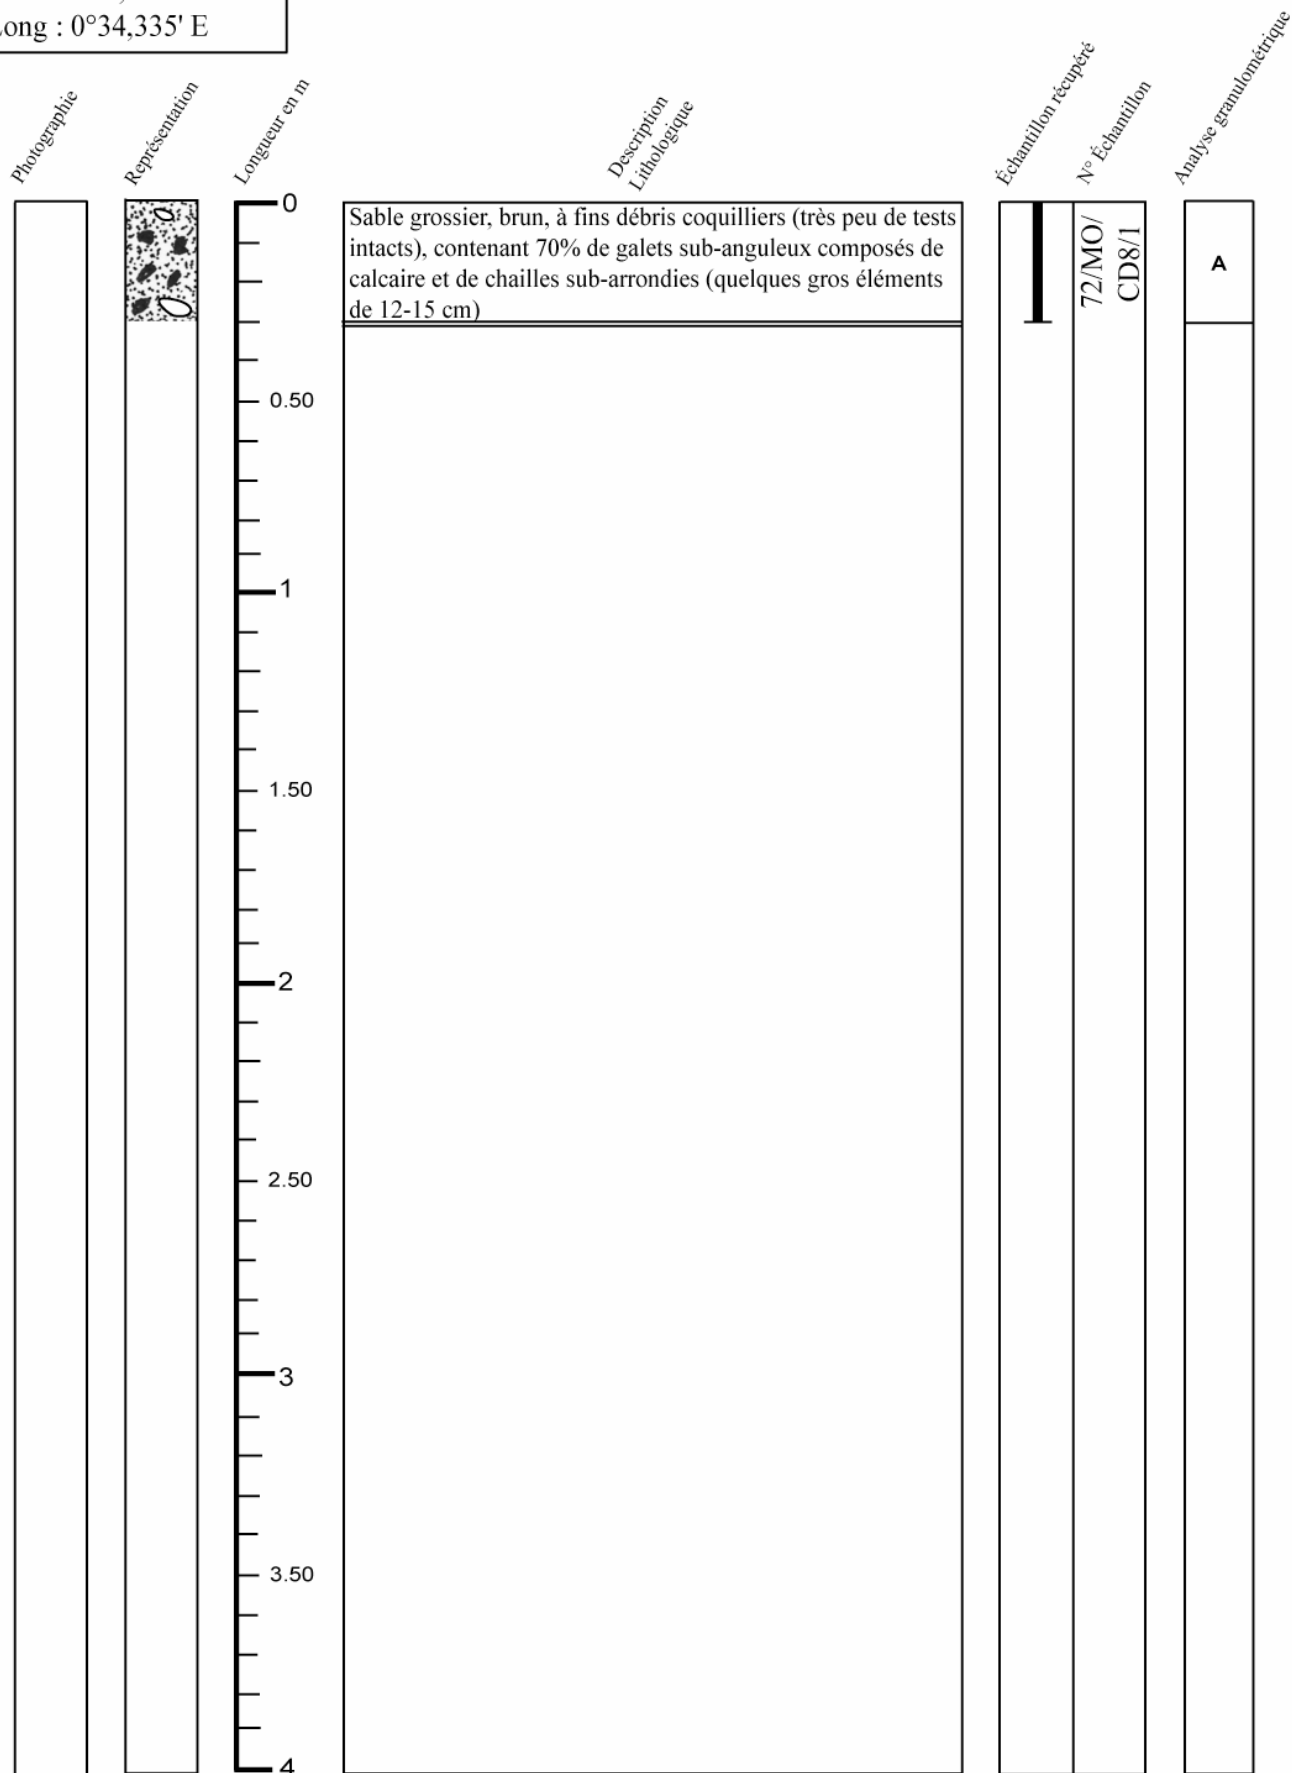 Long : 0°34,335' E
Photographie
Représentation
Longueur en m
Description
Lithologique
Échantillon récupéré
N° Échantillon
Analyse granulométrique
0
Sable grossier, brun, à fins débris coquilliers (très peu de tests
intacts), contenant 70% de galets sub-anguleux composés de
calcaire et de chailles sub-arrondies (quelques gros éléments
de 12-15 cm)
72/MO/
CD8/1
A
0.50
1
1.50
2
2.50
3
3.50
4